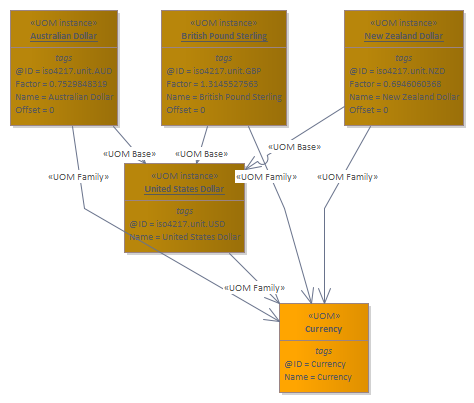 «UOM instance»
Australian Dollar
tags
@ID = iso4217.unit.AUD
Factor = 0.7529848319
Name = Australian Dollar
Offset = 0
«UOM instance»
British Pound Sterling
tags
@ID = iso4217.unit.GBP
Factor = 1.3145527563
Name = British Pound Sterling
Offset = 0
«UOM instance»
New Zealand Dollar
tags
@ID = iso4217.unit.NZD
Factor = 0.6946060368
Name = New Zealand Dollar
Offset = 0
«UOM Base»
«UOM Base»
«UOM Base»
«UOM Family»
«UOM Family»
«UOM Family»
«UOM instance»
United States Dollar
tags
@ID = iso4217.unit.USD
Name = United States Dollar
«UOM Family»
«UOM»
Currency
tags
@ID = Currency
Name = Currency